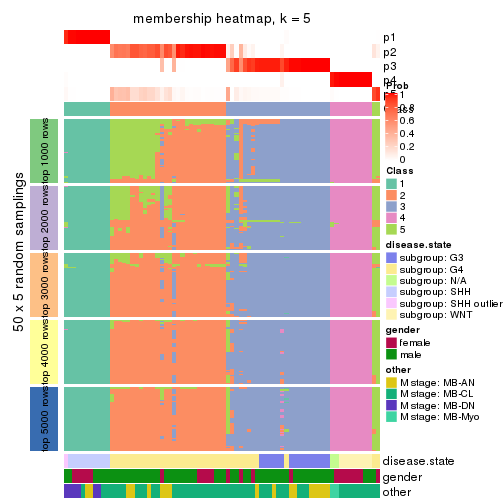 membership heatmap, k = 5
p1
p2
p3
p4
Prob
1
0.8
0.6
0.4
0.2
0
Class
1
2
3
4
5
disease.state
subgroup: G3
subgroup: G4
subgroup: N/A
subgroup: SHH
subgroup: SHH outlier
subgroup: WNT
gender
female
male
other
M stage: MB-AN
M stage: MB-CL
M stage: MB-DN
M stage: MB-Myo
50 x 5 random samplings
top 1000 rows
top 2000 rows
top 3000 rows
top 4000 rows
top 5000 rows
disease.state
gender
other